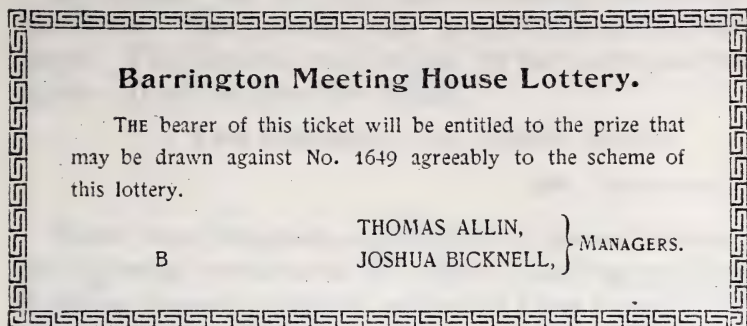 Barrington Meeting House Lottery.
THE bearer of this ticket will be entitled to the prize that
may be drawn against No. 1649 agreeably to the scheme of
this lottery.
THOMAS ALLIN,
B JOSHUA BICKNELL, MANAGERS.